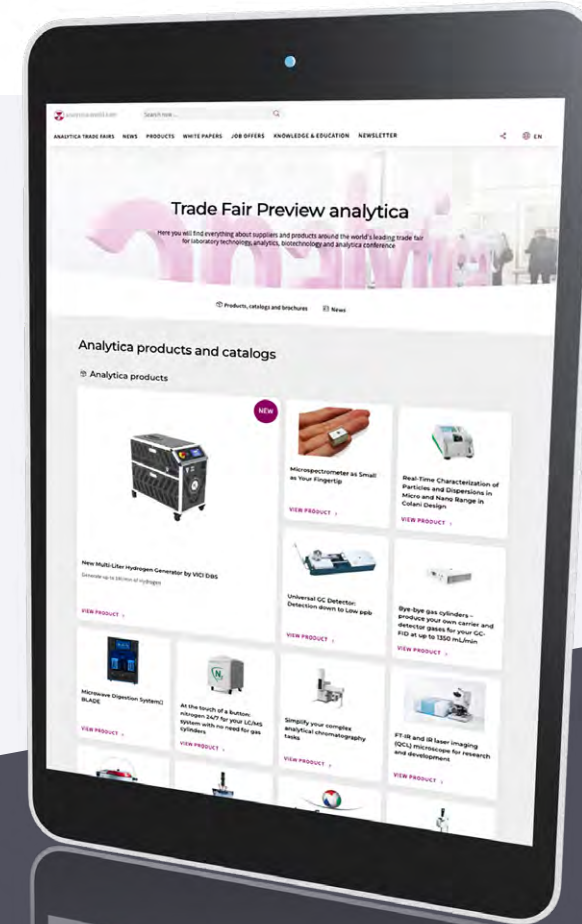 analytica-world.com
Search now ...
ANALYTICA TRADE FAIRS NEWS PRODUCTS WHITE PAPERS JOB OFFERS KNOWLEDGE & EDUCATION NEWSLETTER
EN
Trade Fair Preview analytica
Here you will find everything about suppliers and products around the world's leading trade fair
for laboratory technology, analytics, biotechnology and analytica conference
Products, catalogs and brochures News
Analytica products and catalogs
Analytica products
NEW
New Multi-Liter Hydrogen Generator by VICI DBS
VIEW PRODUCT ›
Microspectrometer as Small
as Your Fingertip
VIEW PRODUCT ›
Real-Time Characterization of
Particles and Dispersions in
Micro and Nano Range in
Colani Design
VIEW PRODUCT ›
Universal GC Detector:
Detection down to Low ppb
VIEW PRODUCT ›
Bye-bye gas cylinders –
produce your own carrier and
detector gases for your GC-
FID at up to 1350 mL/min
VIEW PRODUCT ›
Microwave Digestion System()
BLADE
VIEW PRODUCT ›
At the touch of a button:
nitrogen 24/7 for your LC/MS
system with no need for gas
cylinders
VIEW PRODUCT ›
Simplify your complex
analytical chromatography
tasks
VIEW PRODUCT ›
FT-IR and IR laser imaging
(QCL) microscope for research
and development
VIEW PRODUCT ›